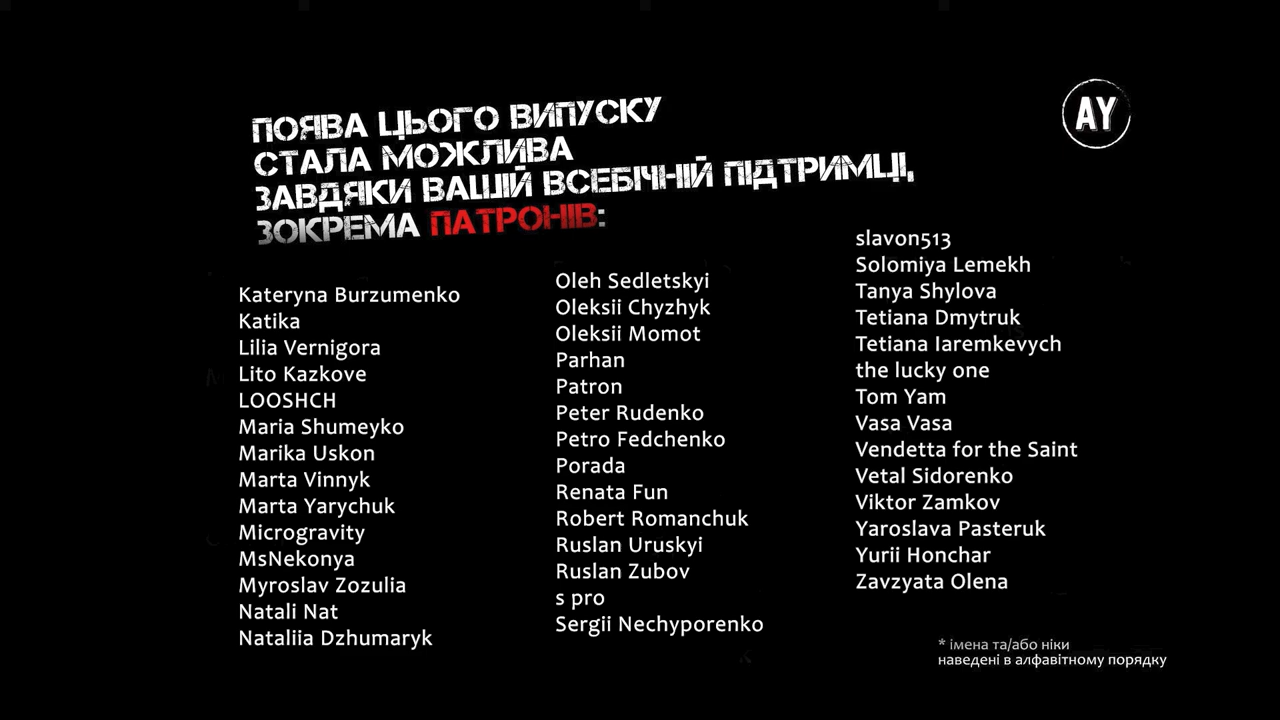 ПОЯВА ЦЬОГО ВИПУСКУ
СТАЛА МОЖЛИВА
ЗАВДЯКИ ВАШІЙ ВСЕБІЧНІЙ ПІДТРИМЦІ,
ЗОКРЕМА ПАТРОНІВ:
AY
Kateryna Burzumenko
Katika
Lilia Vernigora
Lito Kazkove
LOOSHCH
Maria Shumeyko
Marika Uskon
Marta Vinnyk
Marta Yarychuk
Microgravity
MsNekonya
Myroslav Zozulia
Natali Nat
Nataliia Dzhumaryk
Oleh Sedletskyi
Oleksii Chyzhyk
Oleksii Momot
Parhan
Patron
Peter Rudenko
Petro Fedchenko
Porada
Renata Fun
Robert Romanchuk
Ruslan Uruskyi
Ruslan Zubov
s pro
Sergii Nechyporenko
slavon513
Solomiya Lemekh
Tanya Shylova
Tetiana Dmytruk
Tetiana Iaremkevych
the lucky one
Tom Yam
Vasa Vasa
Vendetta for the Saint
Vetal Sidorenko
Viktor Zamkov
Yaroslava Pasteruk
Yurii Honchar
Zavzyata Olena
* імена та/або ніки
наведені в алфавітному порядку